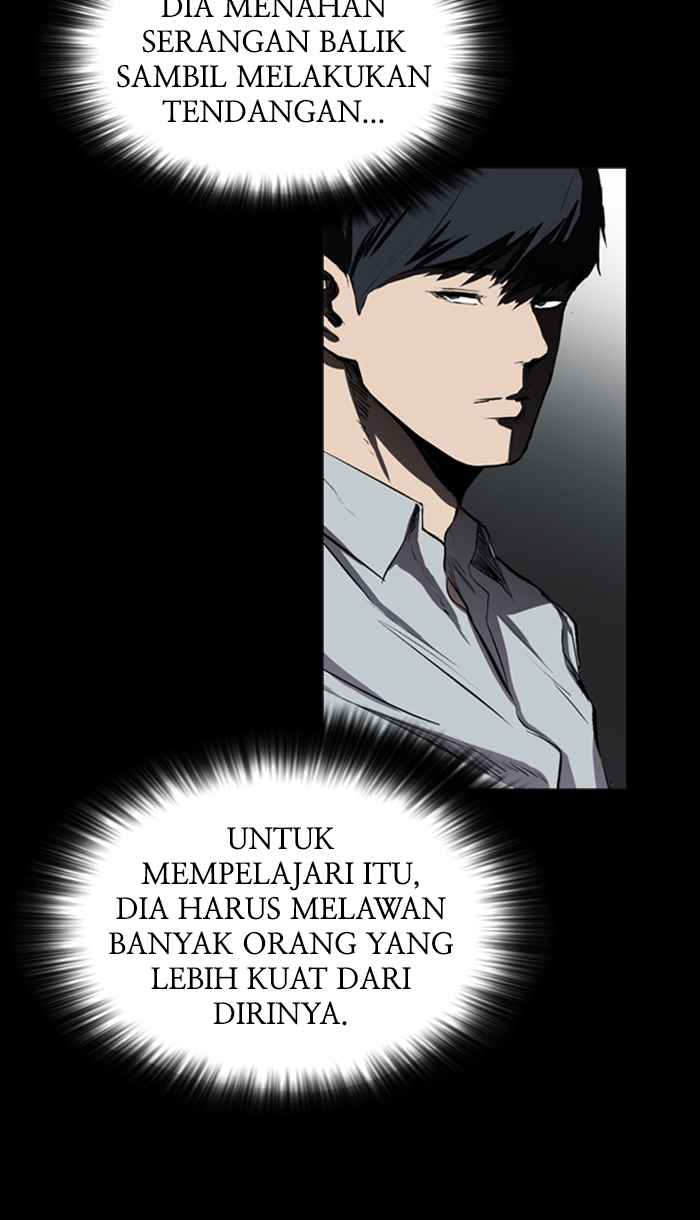 DIA MENAHAN
SERANGAN BALIK
SAMBIL MELAKUKAN
TENDANGAN...
UNTUK
MEMPELAJARI ITU,
DIA HARUS MELAWAN
BANYAK ORANG YANG
LEBIH KUAT DARI
DIRINYA.